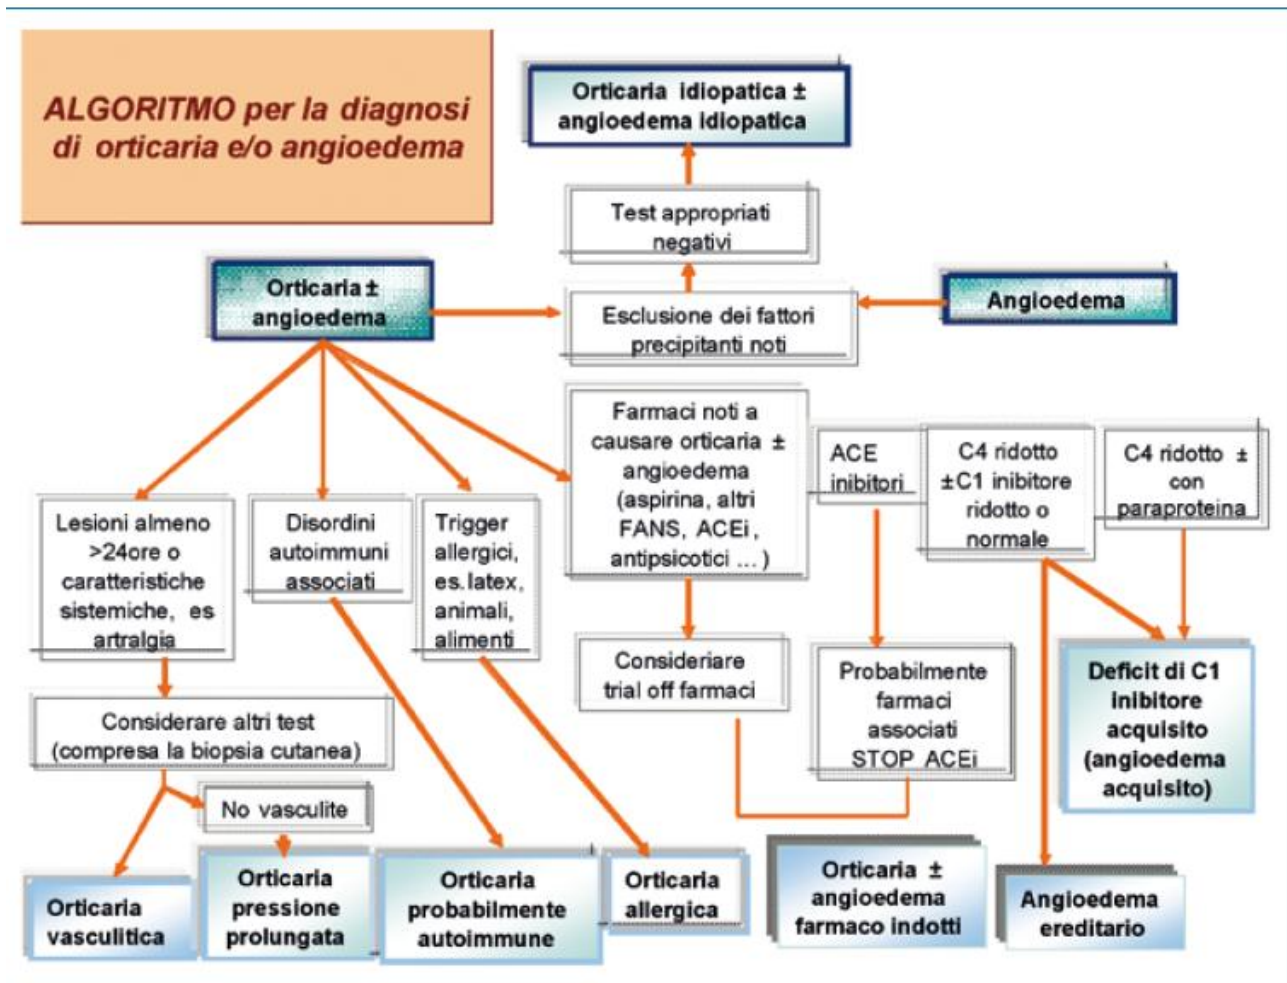 ALGORITMO per la diagnosi
di orticaria e/o angioedema
Orticaria idiopatica ±
angioedema idiopatica
Test appropriati
negativi
Orticaria ±
angioedema
Esclusione dei fattori
precipitanti noti
Angioedema
Lesioni almeno
>24ore o
caratteristiche
sistemiche, es
artralgia
Disordini
autoimmuni
associati
Trigger
allergici,
es. latex,
animali,
alimenti
Farmaci noti a
causare orticaria ±
angioedema
(aspirina, altri
FANS, ACEi,
antipsicotici ... )
ACE
inibitori
C4 ridotto
±C1 inibitore
ridotto o
normale
C4 ridotto ±
con
paraproteina
Considerare altri test
(compresa la biopsia cutanea)
No vasculite
Consideriare
trial off farmaci
Probabilmente
farmaci
associati
STOP ACEi
Deficit di C1
inibitore
acquisito
(angioedema
acquisito)
Orticaria
vasculitica
Orticaria
pressione
prolungata
Orticaria
probabilmente
autoimmune
Orticaria
allergica
Orticaria ±
angioedema
farmaco indotti
Angioedema
ereditario